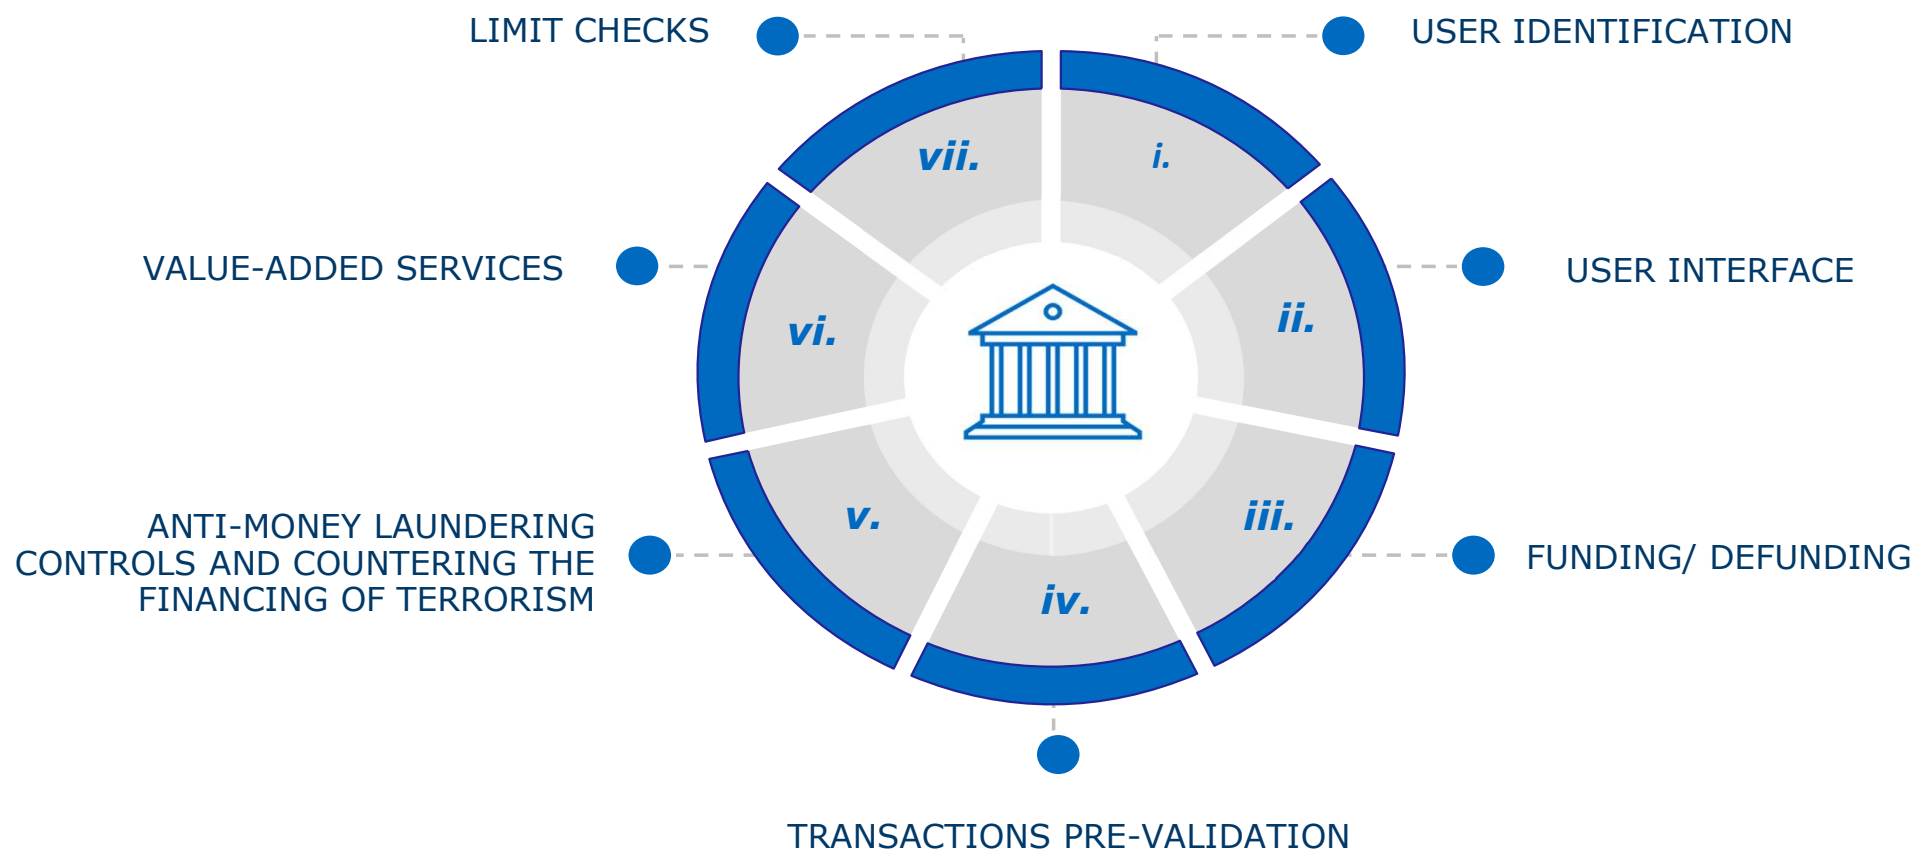 LIMIT CHECKS
USER IDENTIFICATION
vii.
i.
VALUE-ADDED SERVICES
USER INTERFACE
vi.
ii.
ANTI-MONEY LAUNDERING
CONTROLS AND COUNTERING THE
FINANCING OF TERRORISM
v.
iii.
FUNDING/ DEFUNDING
iv.
TRANSACTIONS PRE-VALIDATION